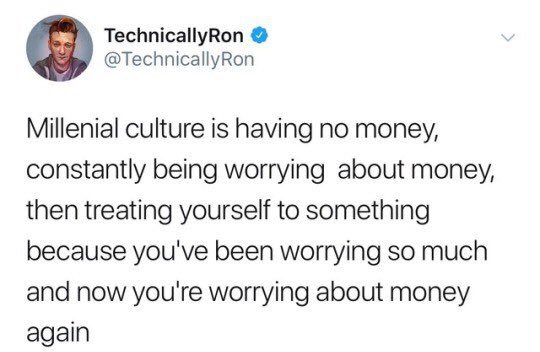 TechnicallyRon
@TechnicallyRon
Millenial culture is having no money,
constantly being worrying  about money,
then treating yourself to something
because you've been worrying so much
and now you're worrying about money
again